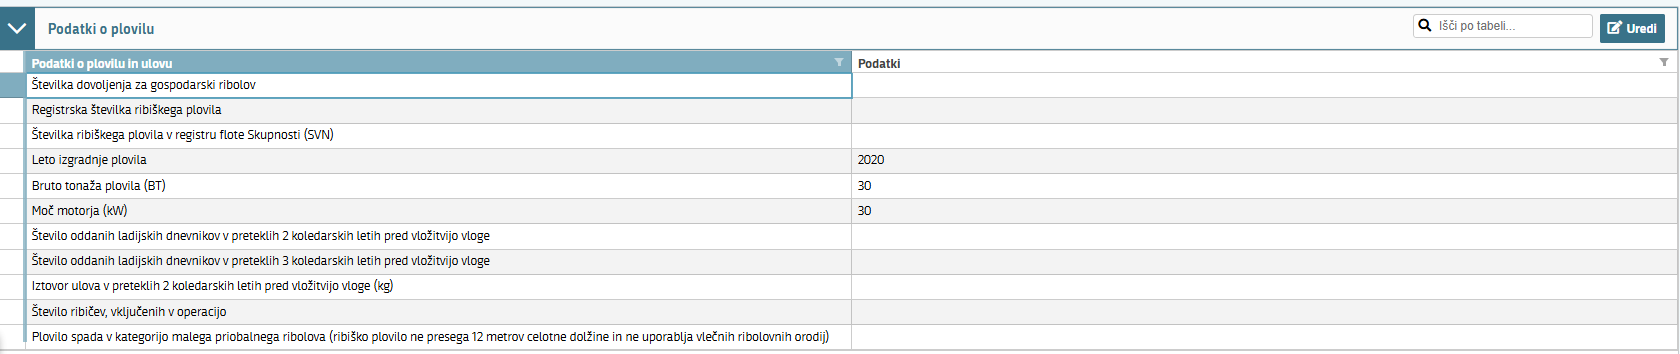 Podatki o plovilu
Išči po tabeli...
Uredi
Podatki o plovilu in ulovu
Podatki
Številka dovoljenja za gospodarski ribolov
Registrska številka ribiškega plovila
Številka ribiškega plovila v registru flote Skupnosti (SVN)
Leto izgradnje plovila 2020
Bruto tonaža plovila (BT) 30
Moč motorja (kW) 30
Število oddanih ladijskih dnevnikov v preteklih 2 koledarskih letih pred vložitvijo vloge
Število oddanih ladijskih dnevnikov v preteklih 3 koledarskih letih pred vložitvijo vloge
Iztovor ulova v preteklih 2 koledarskih letih pred vložitvijo vloge (kg)
Število ribičev, vključenih v operacijo
Plovilo spada v kategorijo malega priobalnega ribolova (ribiško plovilo ne presega 12 metrov celotne dolžine in ne uporablja vlečnih ribolovnih orodij)